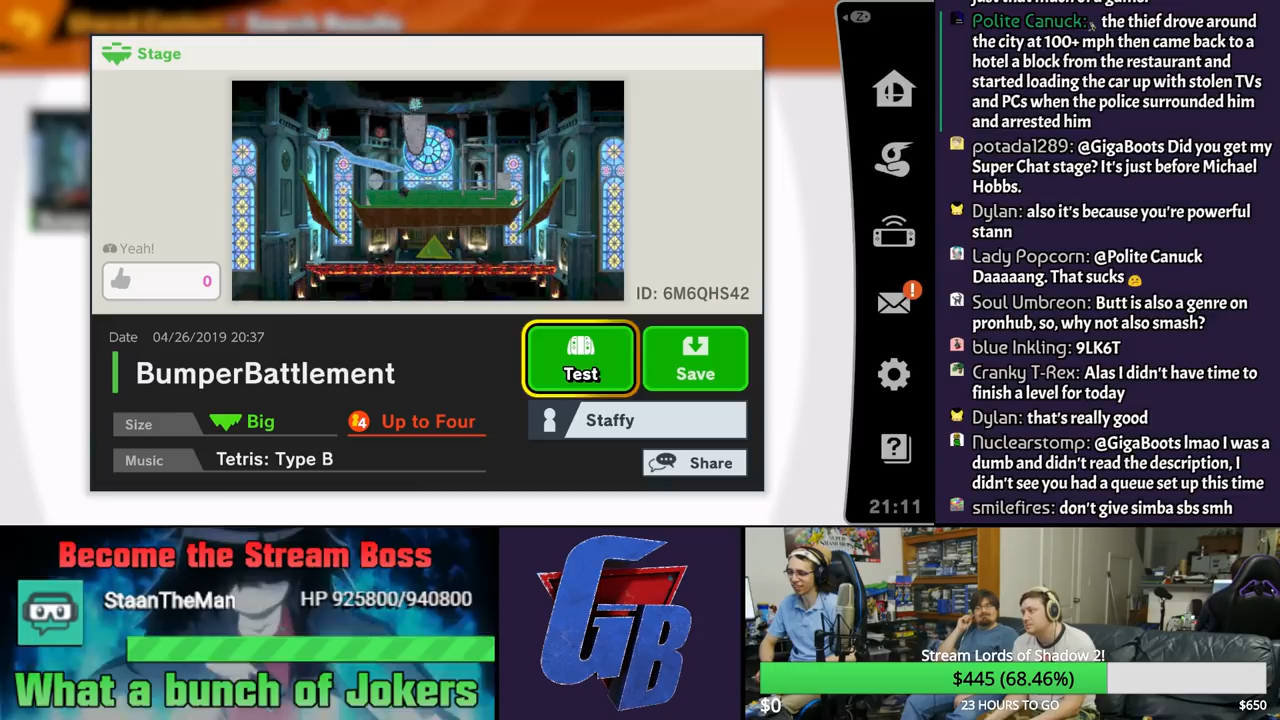 Stage
Yeah!
0
ID: 6M6QHS42
Date 04/26/2019 20:37
BumperBattlement
Test
Save
Size Big 4 Up to Four
Staffy
Music Tetris: Type B
Share
ZR
!
?
21:11
Polite Canuck: the thief drove around
the city at 100+ mph then came back to a
hotel a block from the restaurant and
started loading the car up with stolen TVs
and PCs when the police surrounded him
and arrested him
potada1289: @GigaBoots Did you get my
Super Chat stage? It's just before Michael
Hobbs.
Dylan: also it's because you're powerful
stann
Lady Popcorn: @Polite Canuck
Daaaaang. That sucks
Soul Umbreon: Butt is also a genre on
pronhub, so, why not also smash?
blue Inkling: 9LK6T
Cranky T-Rex: Alas I didn't have time to
finish a level for today
Dylan: that's really good
Nuclearstomp: @GigaBoots lmao I was a
dumb and didn't read the description, I
didn't see you had a queue set up this time
smilefires: don't give simba sbs smh
Become the Stream Boss
StaanTheMan HP 925800/940800
What a bunch of Jokers
GB
Stream Lords of Shadow 2!
$445 (68.46%)
$0 23 HOURS TO GO $650